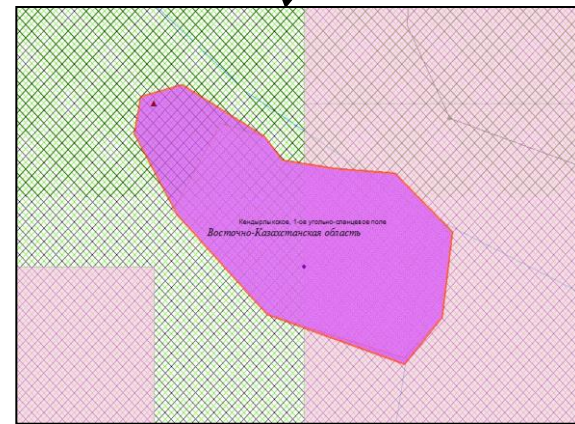 Кендырлыкское, 1-ое угольно-сланцевое поле
Восточно-Казахстанская область